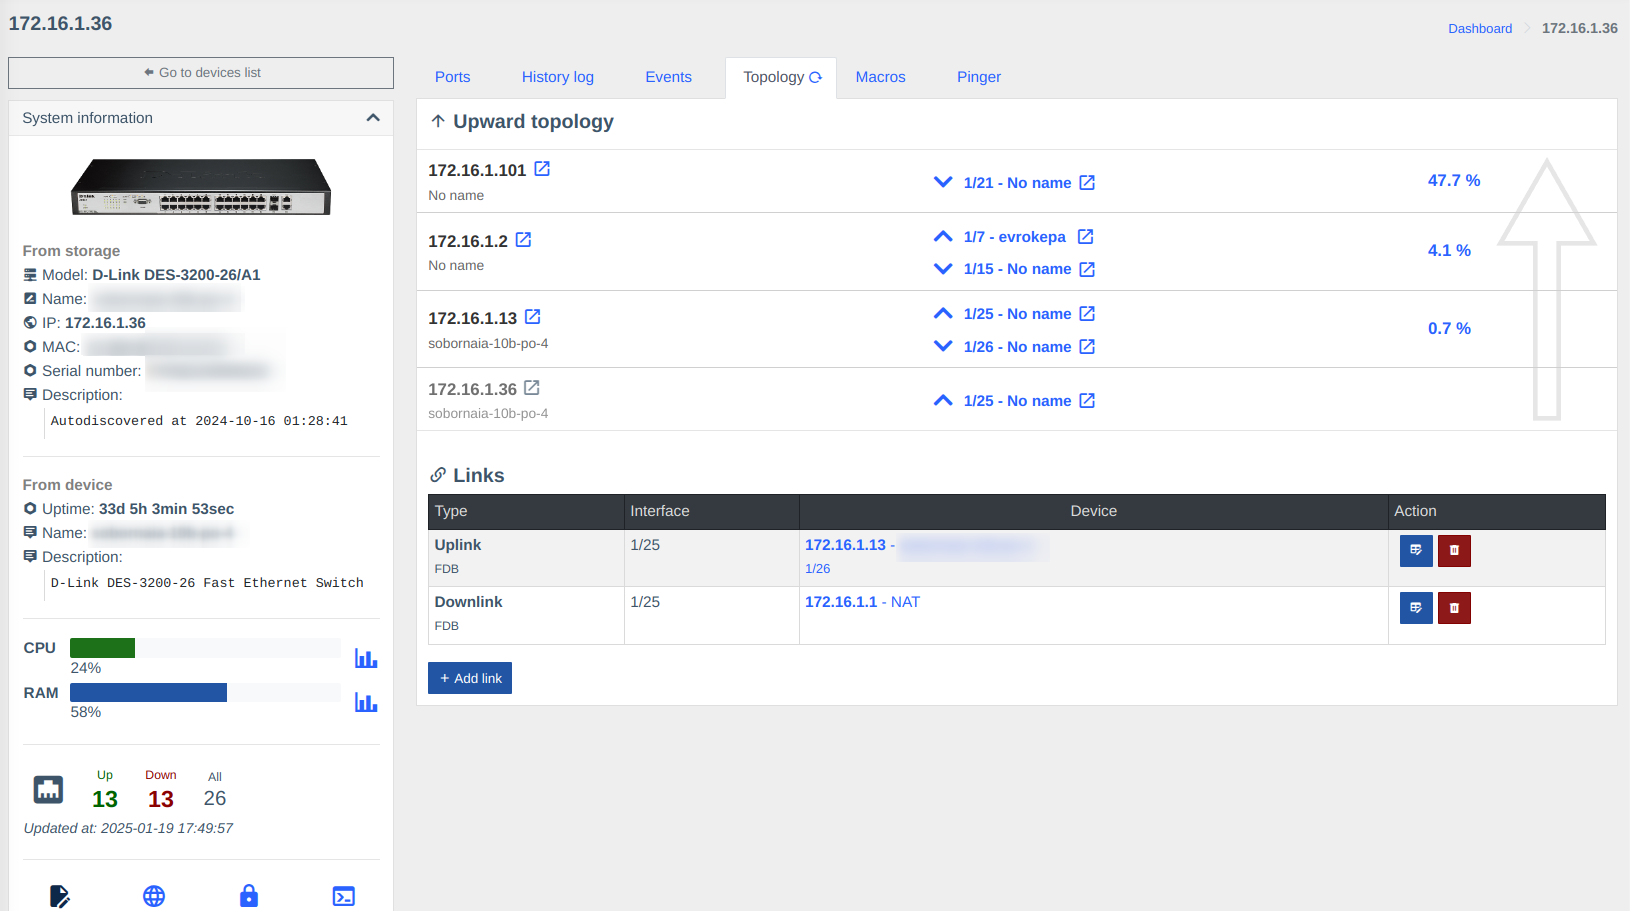 172.16.1.36
Dashboard
172.16.1.36
Go to devices list
Ports
History log
Events
Topology
Macros
Pinger
System information
From storage
Model: D-Link DES-3200-26/A1
Name:
IP: 172.16.1.36
MAC:
Serial number:
Description:
Autodiscovered at 2024-10-16 01:28:41
From device
Uptime: 33d 5h 3min 53sec
Name:
Description:
D-Link DES-3200-26 Fast Ethernet Switch
CPU
24%
RAM
58%
Up
Down
All
13
13
26
Updated at: 2025-01-19 17:49:57
Upward topology
172.16.1.101
No name
1/21 - No name
47.7 %
172.16.1.2
No name
1/7 - evrokepa
1/15 - No name
4.1 %
172.16.1.13
sobornaia-10b-po-4
1/25 - No name
1/26 - No name
0.7 %
172.16.1.36
sobornaia-10b-po-4
1/25 - No name
Links
Type
Interface
Device
Action
Uplink
FDB
1/25
172.16.1.13 -
1/26
Downlink
FDB
1/25
172.16.1.1 - NAT
+ Add link